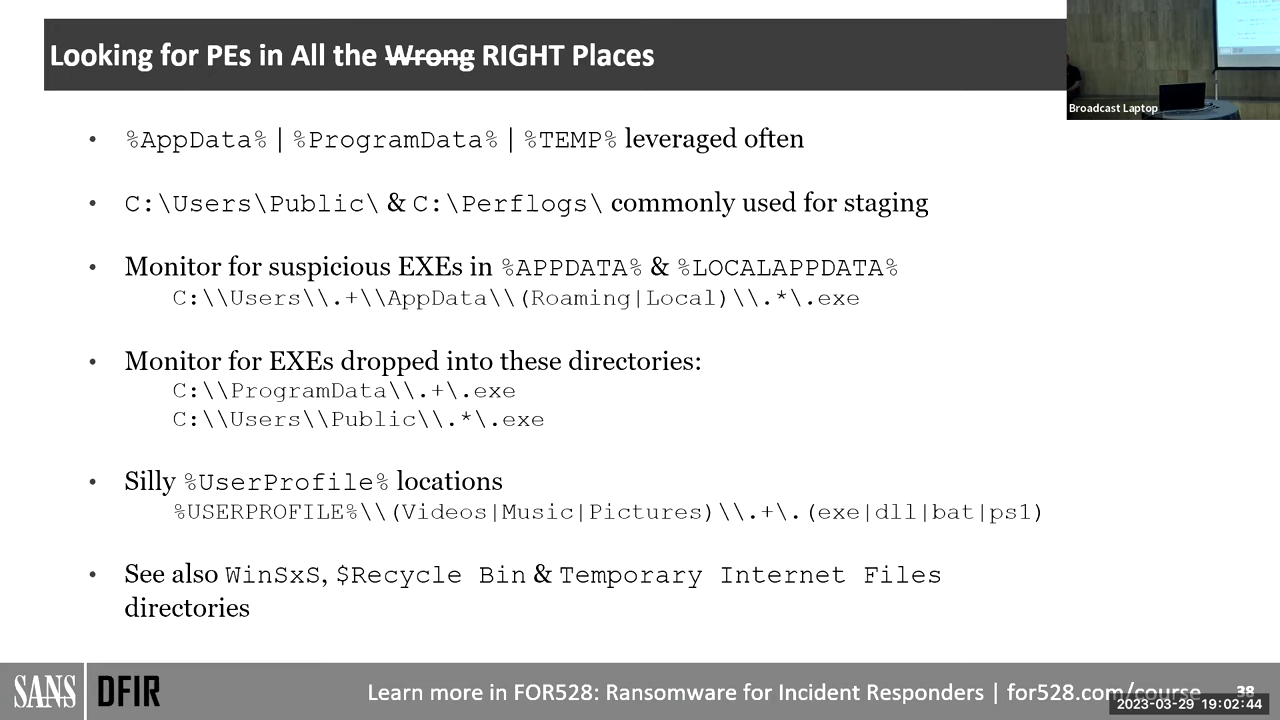 Looking for PEs in All the Wrong RIGHT Places
Broadcast Laptop
• %AppData% | %ProgramData% | %TEMP% leveraged often
• C:\Users\Public\ & C:\Perflogs\ commonly used for staging
• Monitor for suspicious EXEs in %APPDATA% & %LOCALAPPDATA%
C:\\Users\\.+\\AppData\\(Roaming|Local)\\.*\.exe
• Monitor for EXEs dropped into these directories:
C:\\ProgramData\\.+\.exe
C:\\Users\\Public\\.*\.exe
• Silly %UserProfile% locations
%USERPROFILE%\\(Videos|Music|Pictures)\\.+\.(exe|dll|bat|ps1)
• See also WinSxS, $Recycle Bin & Temporary Internet Files
directories
SANS DFIR
Learn more in FOR528: Ransomware for Incident Responders | for528.com/course 38
2023-03-29 19:02:44